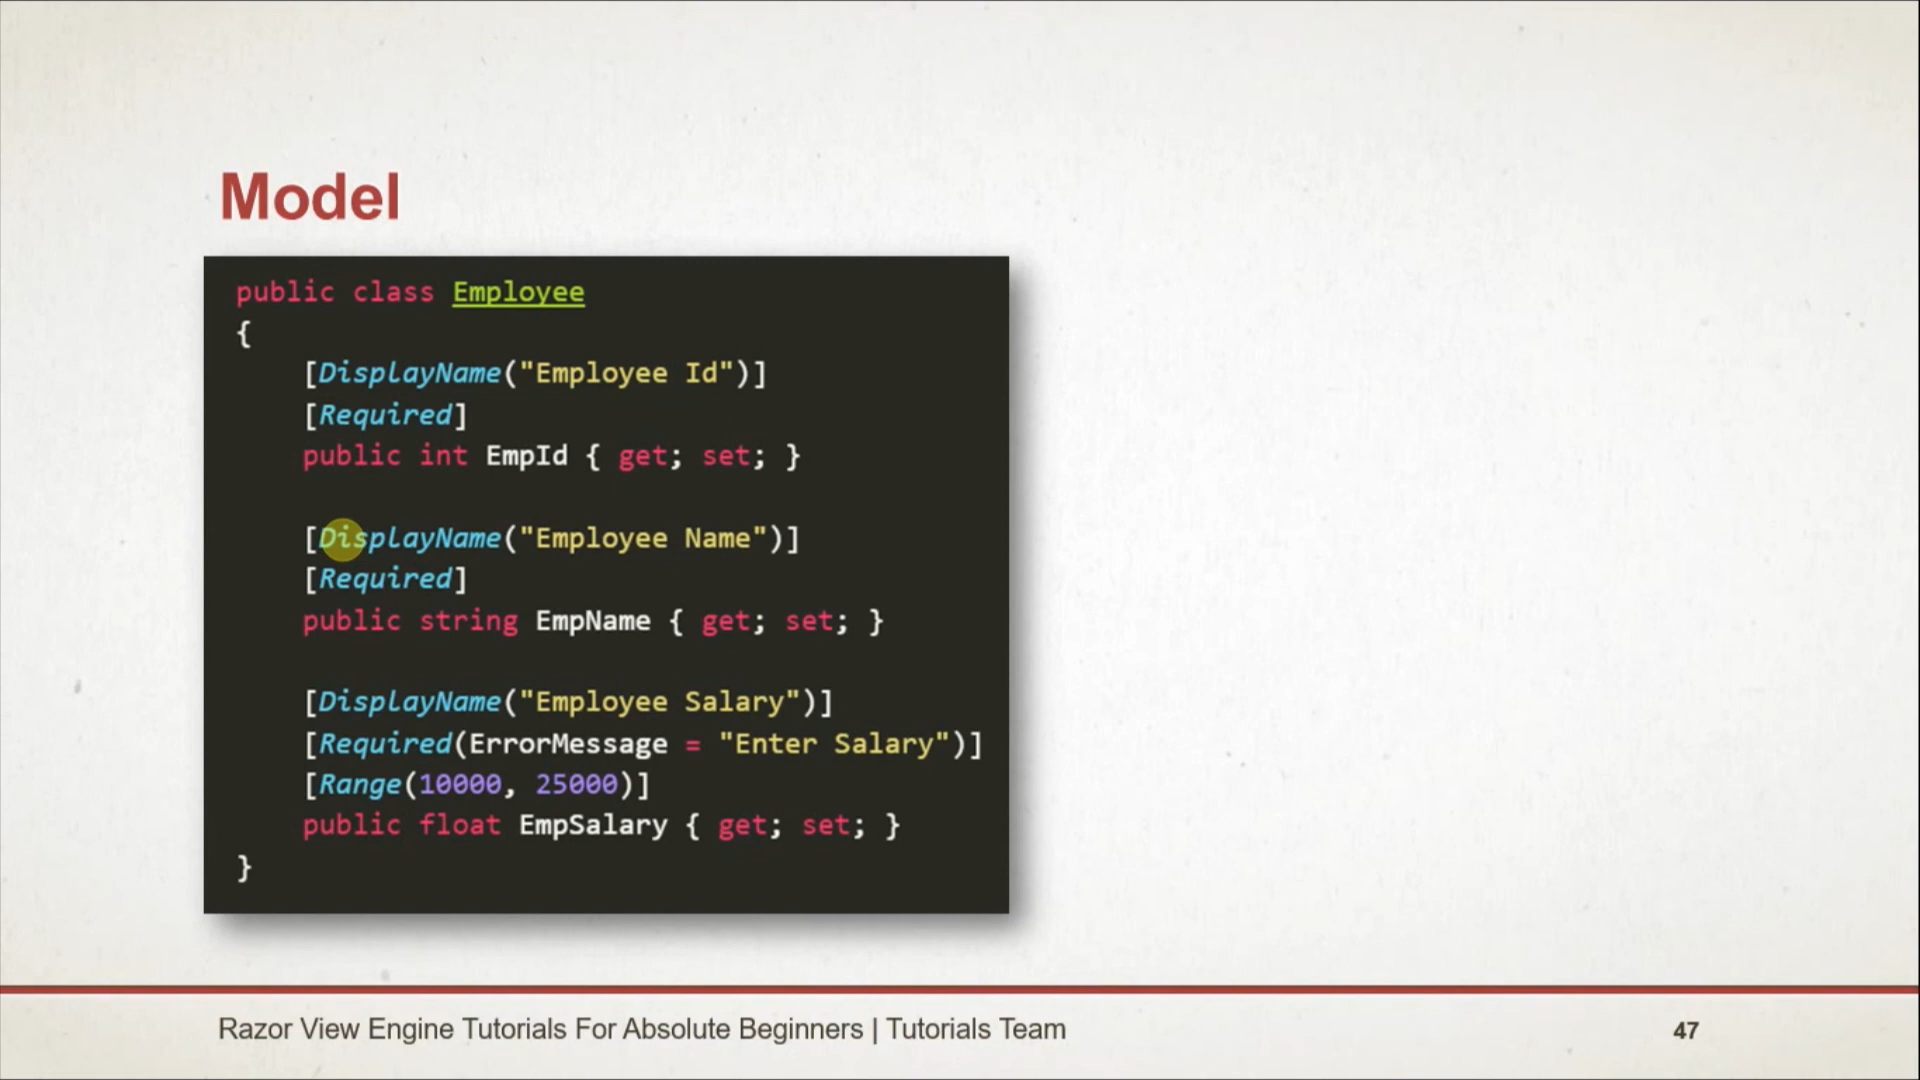 Model
public class Employee
{
[DisplayName("Employee Id")]
[Required]
public int EmpId { get; set; }
[DisplayName("Employee Name")]
[Required]
public string EmpName { get; set; }
[DisplayName("Employee Salary")]
[Required(ErrorMessage = "Enter Salary")]
[Range(10000, 25000)]
public float EmpSalary { get; set; }
}
Razor View Engine Tutorials For Absolute Beginners | Tutorials Team
47